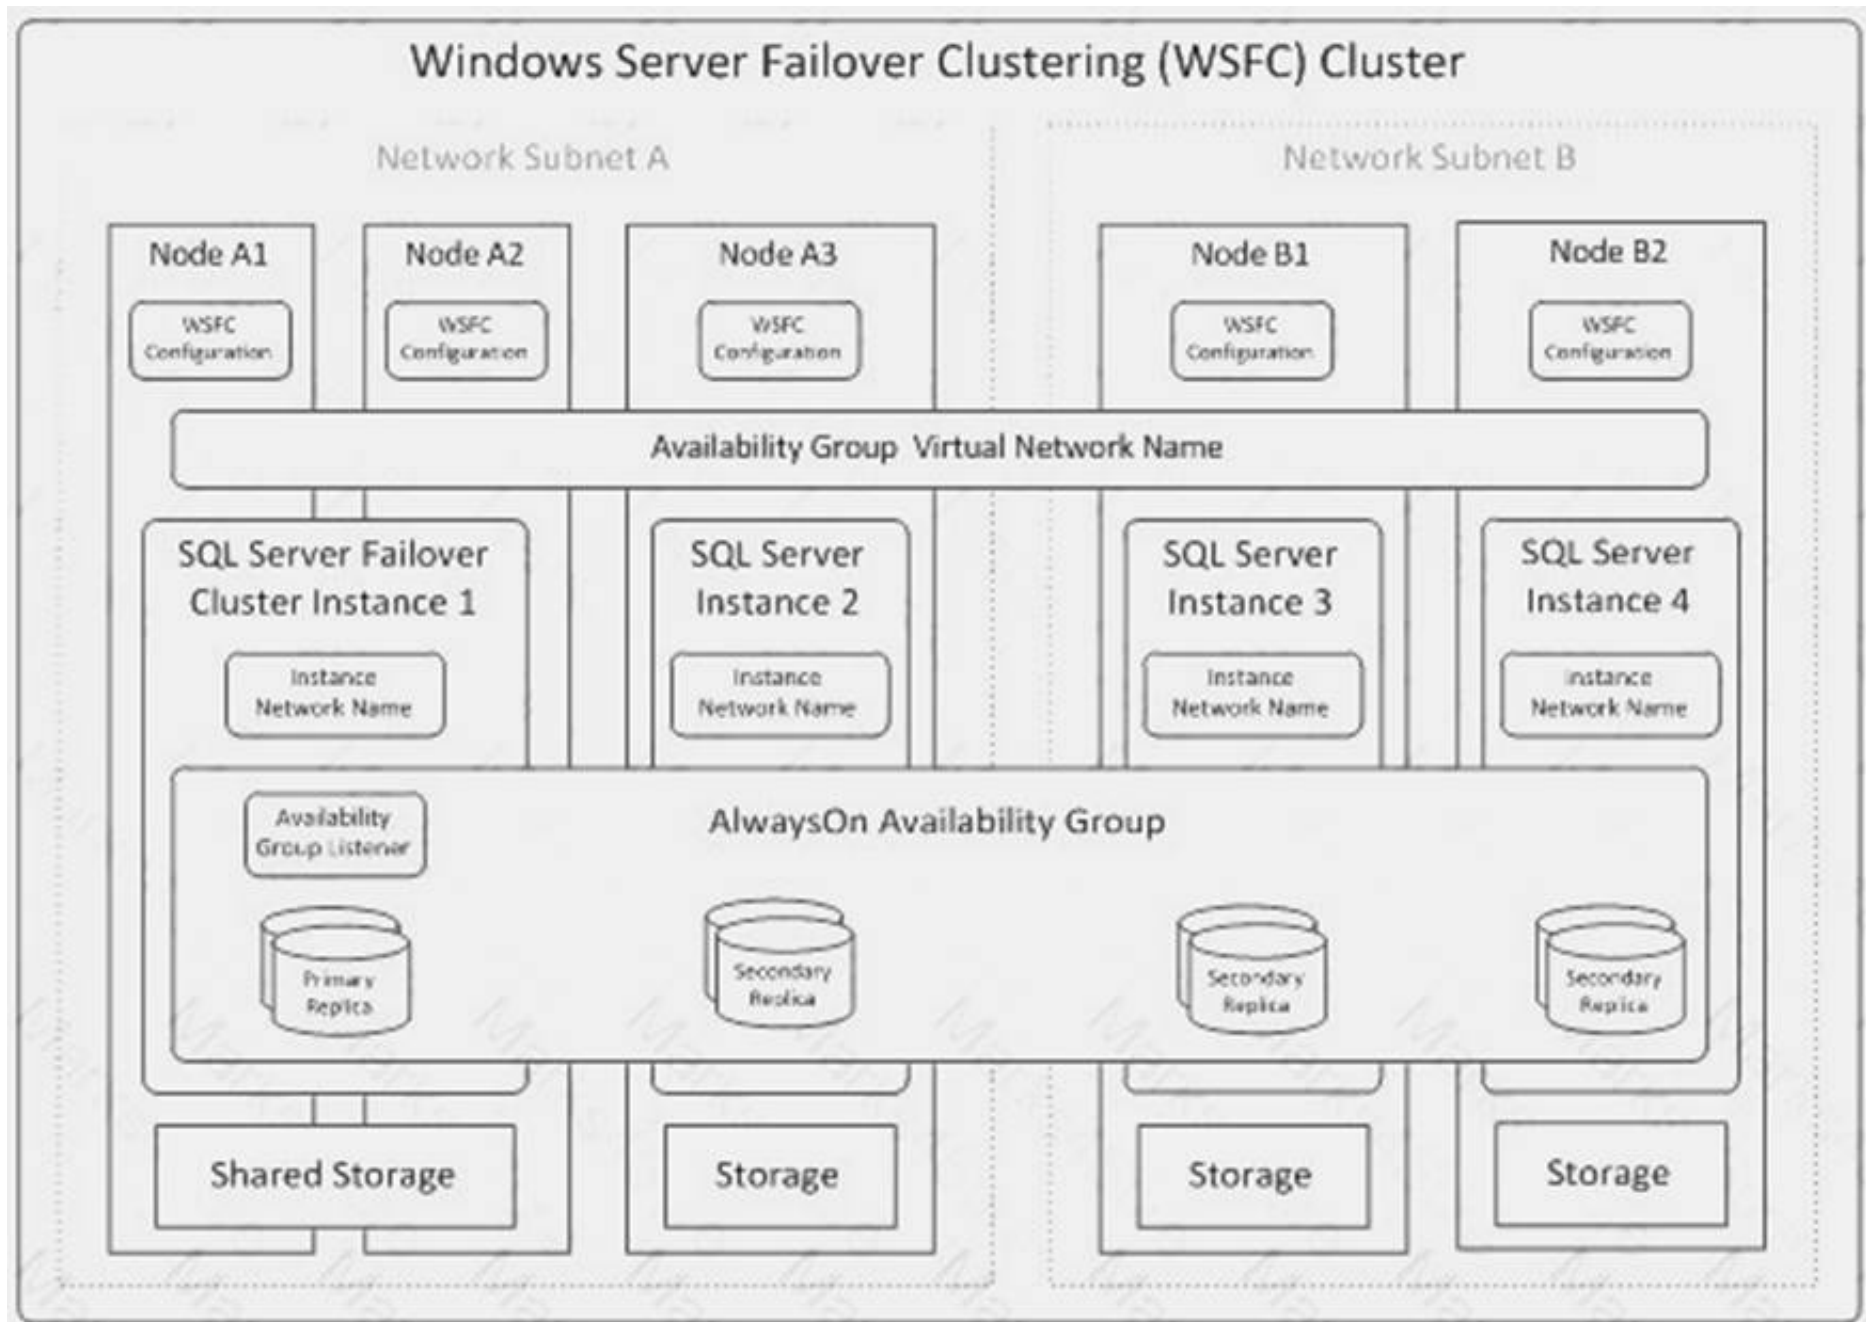 Windows Server Failover Clustering (WSFC) Cluster
Network Subnet A
Network Subnet B
Node A1
Node A2
Node A3
Node B1
Node B2
WSFC
Configuration
WSFC
Configuration
WSFC
Configuration
WSFC
Configuration
WSFC
Configuration
Availability Group Virtual Network Name
SQL Server Failover
Cluster Instance 1
SQL Server
Instance 2
SQL Server
Instance 3
SQL Server
Instance 4
Instance
Network Name
Instance
Network Name
Instance
Network Name
Instance
Network Name
Availability
Group Listener
AlwaysOn Availability Group
Primary
Replica
Secondary
Replica
Secondary
Replica
Secondary
Replica
Shared Storage
Storage
Storage
Storage